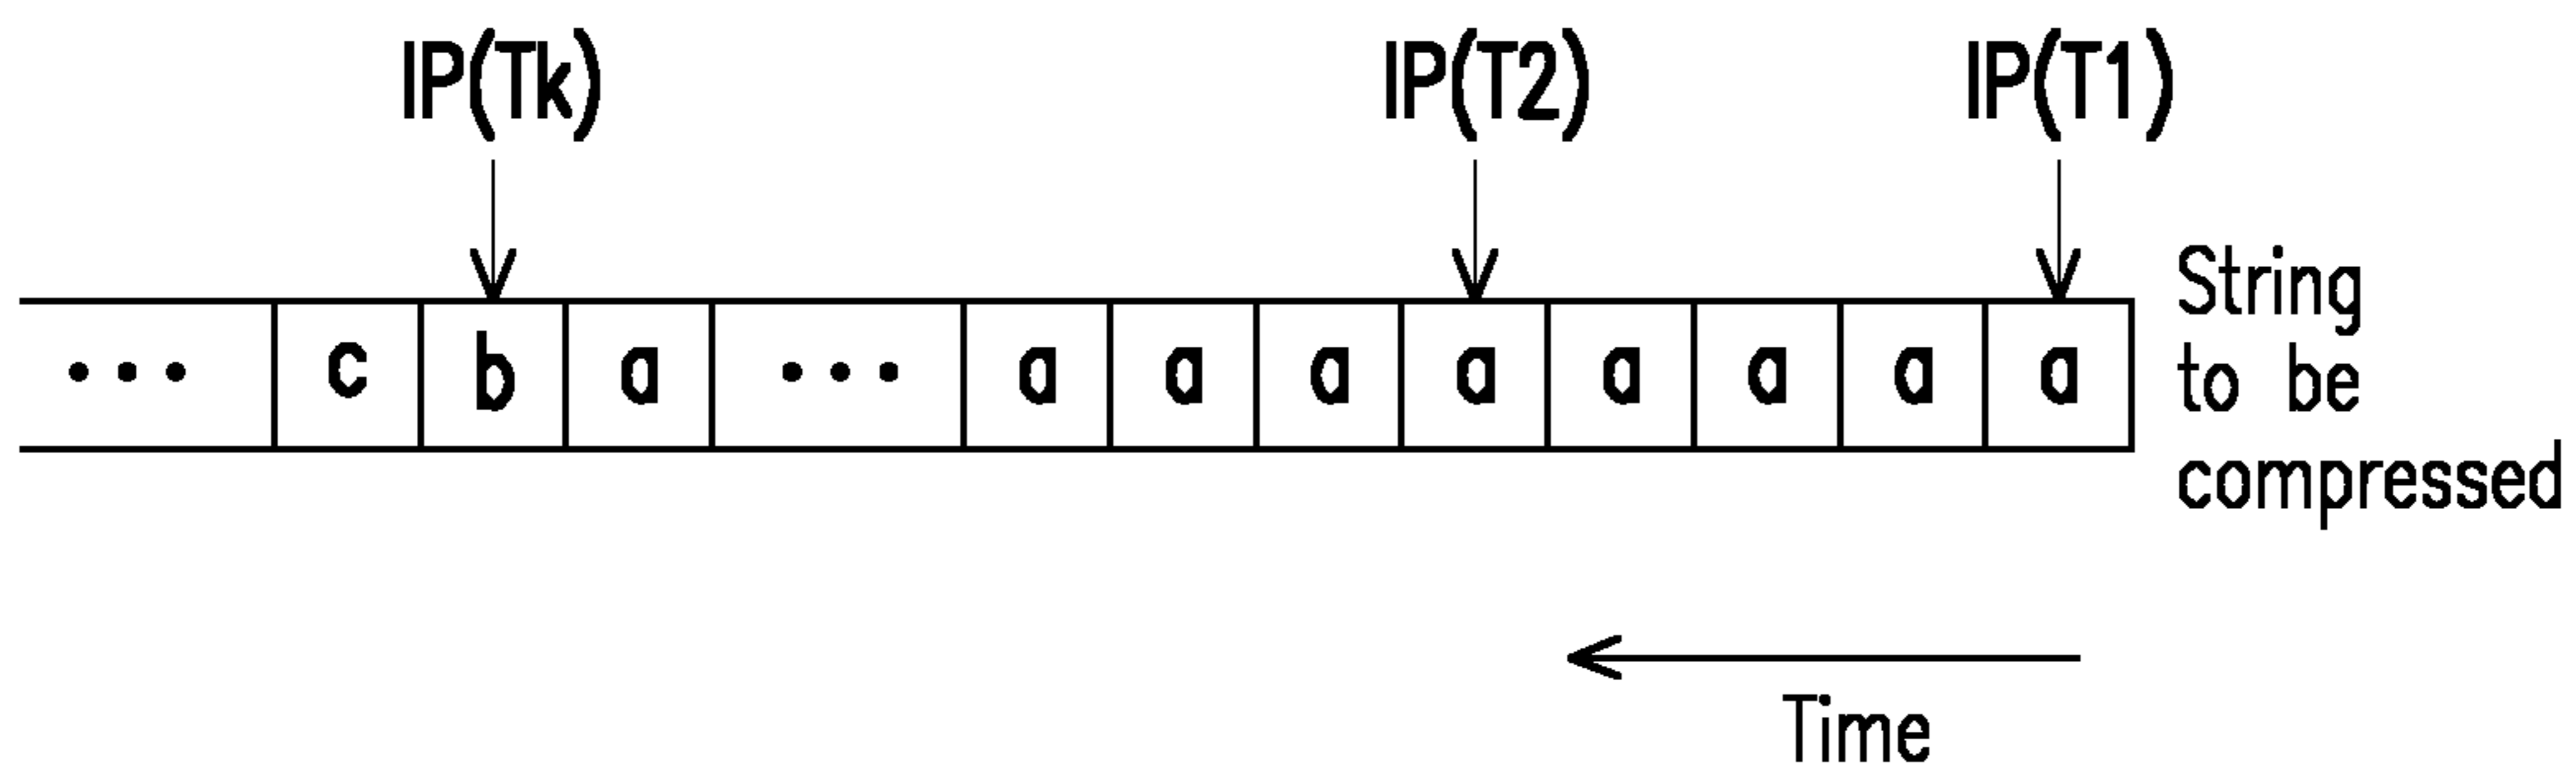 IP(Tk) IP(T2) IP(T1)
... c b a ... a a a a a a a a
String
to be
compressed
Time